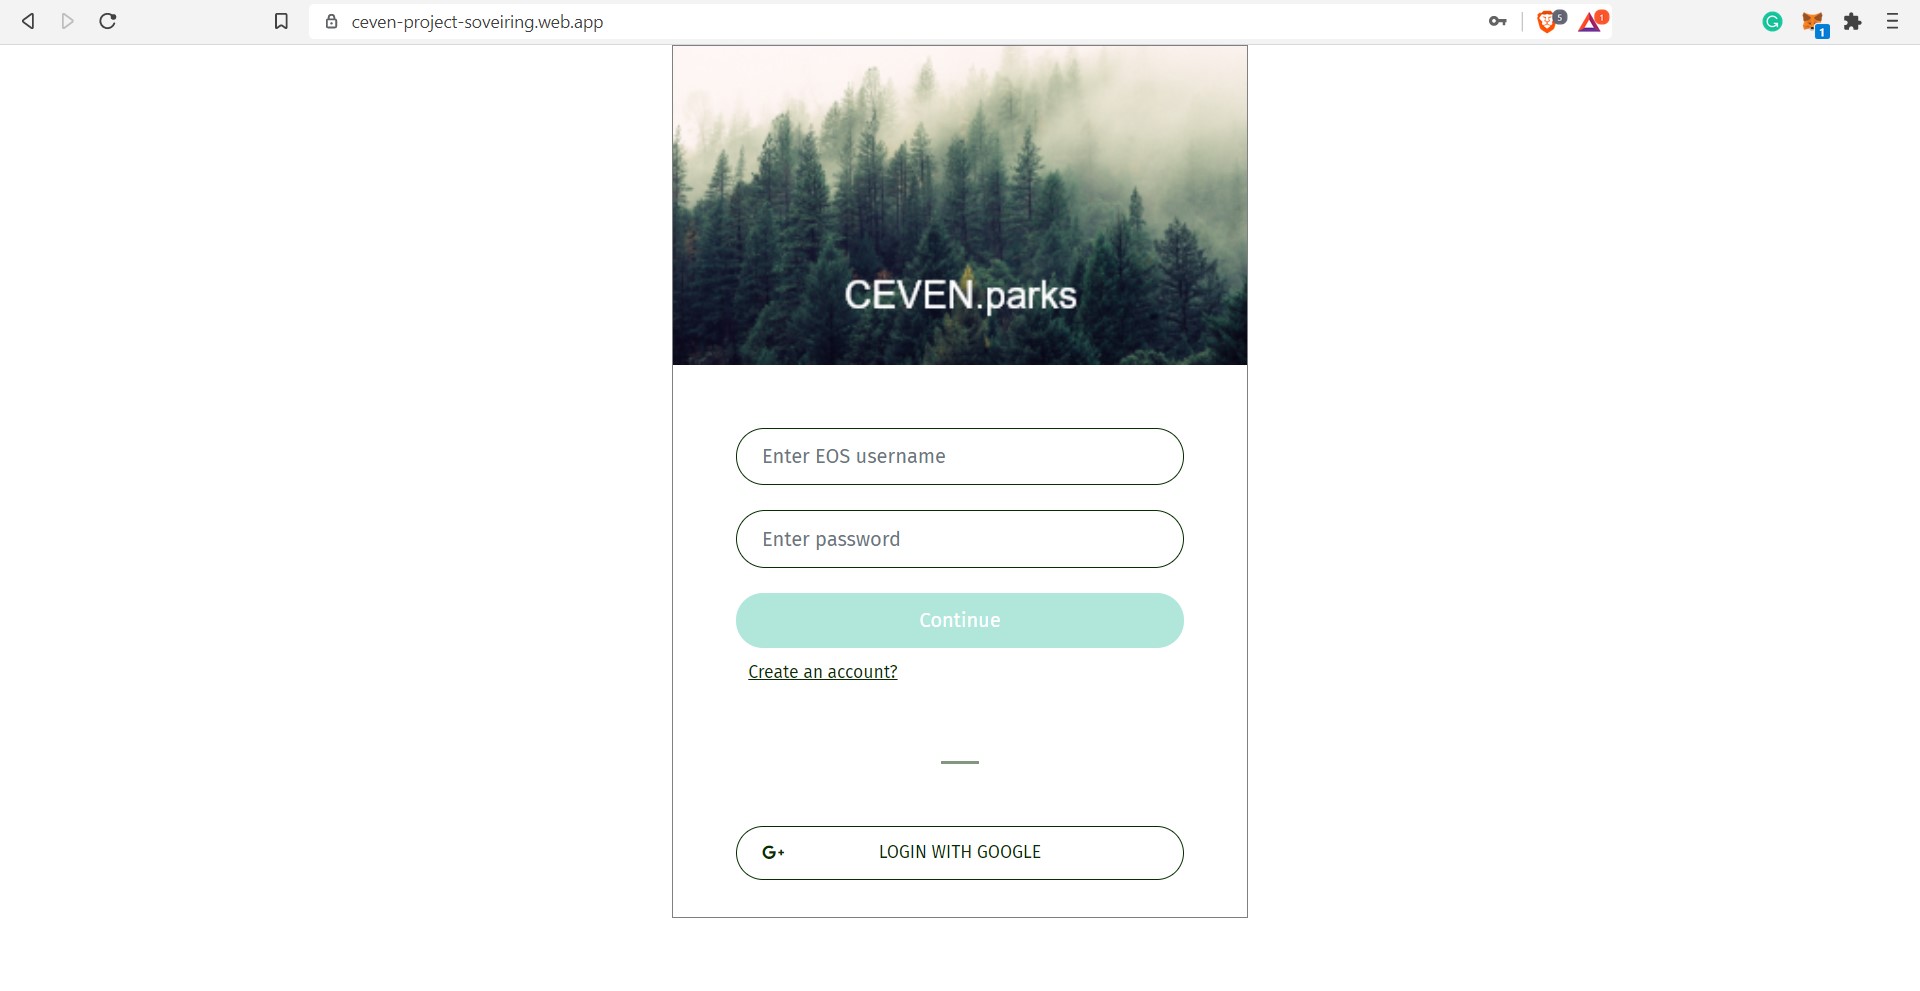 ceven-project-soveiring.web.app
5
1
1
CEVEN.parks
Enter EOS username
Enter password
Continue
Create an account?
G+ LOGIN WITH GOOGLE